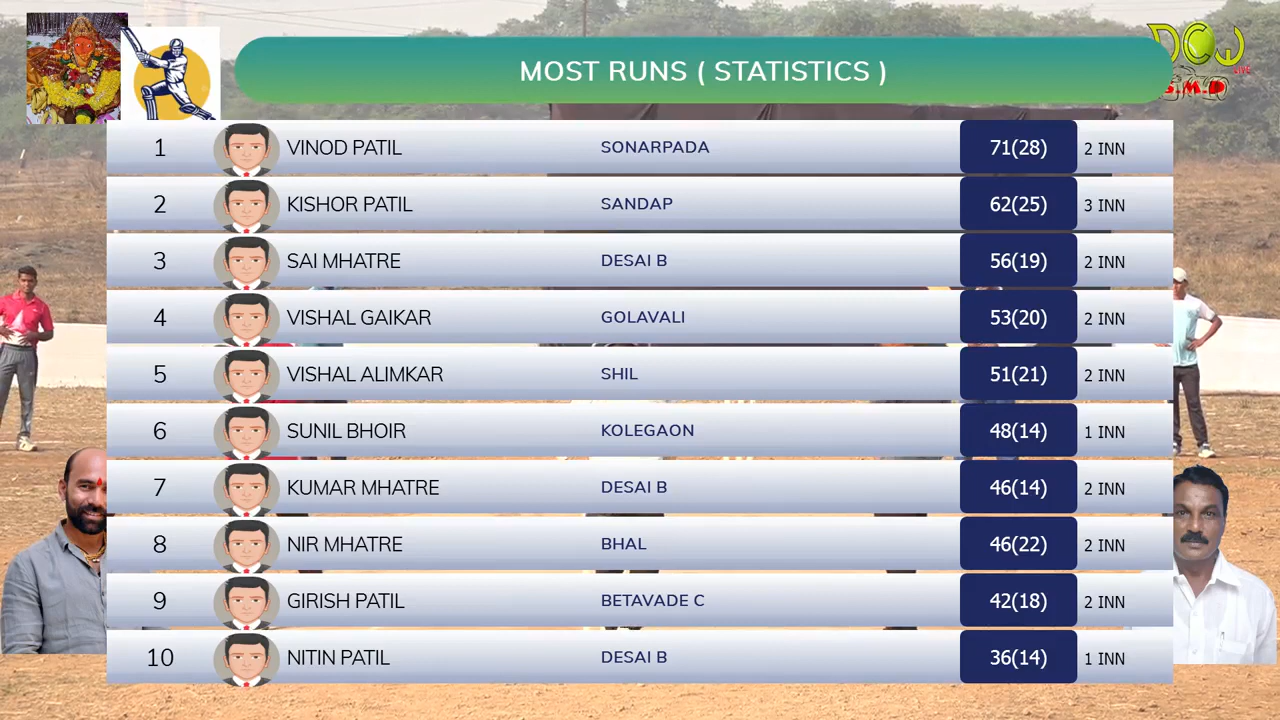 MOST RUNS ( STATISTICS )
DCW
LIVE
S.M.D
1 VINOD PATIL SONARPADA 71(28) 2 INN
2 KISHOR PATIL SANDAP 62(25) 3 INN
3 SAI MHATRE DESAI B 56(19) 2 INN
4 VISHAL GAIKAR GOLAVALI 53(20) 2 INN
5 VISHAL ALIMKAR SHIL 51(21) 2 INN
6 SUNIL BHOIR KOLEGAON 48(14) 1 INN
7 KUMAR MHATRE DESAI B 46(14) 2 INN
8 NIR MHATRE BHAL 46(22) 2 INN
9 GIRISH PATIL BETAVADE C 42(18) 2 INN
10 NITIN PATIL DESAI B 36(14) 1 INN